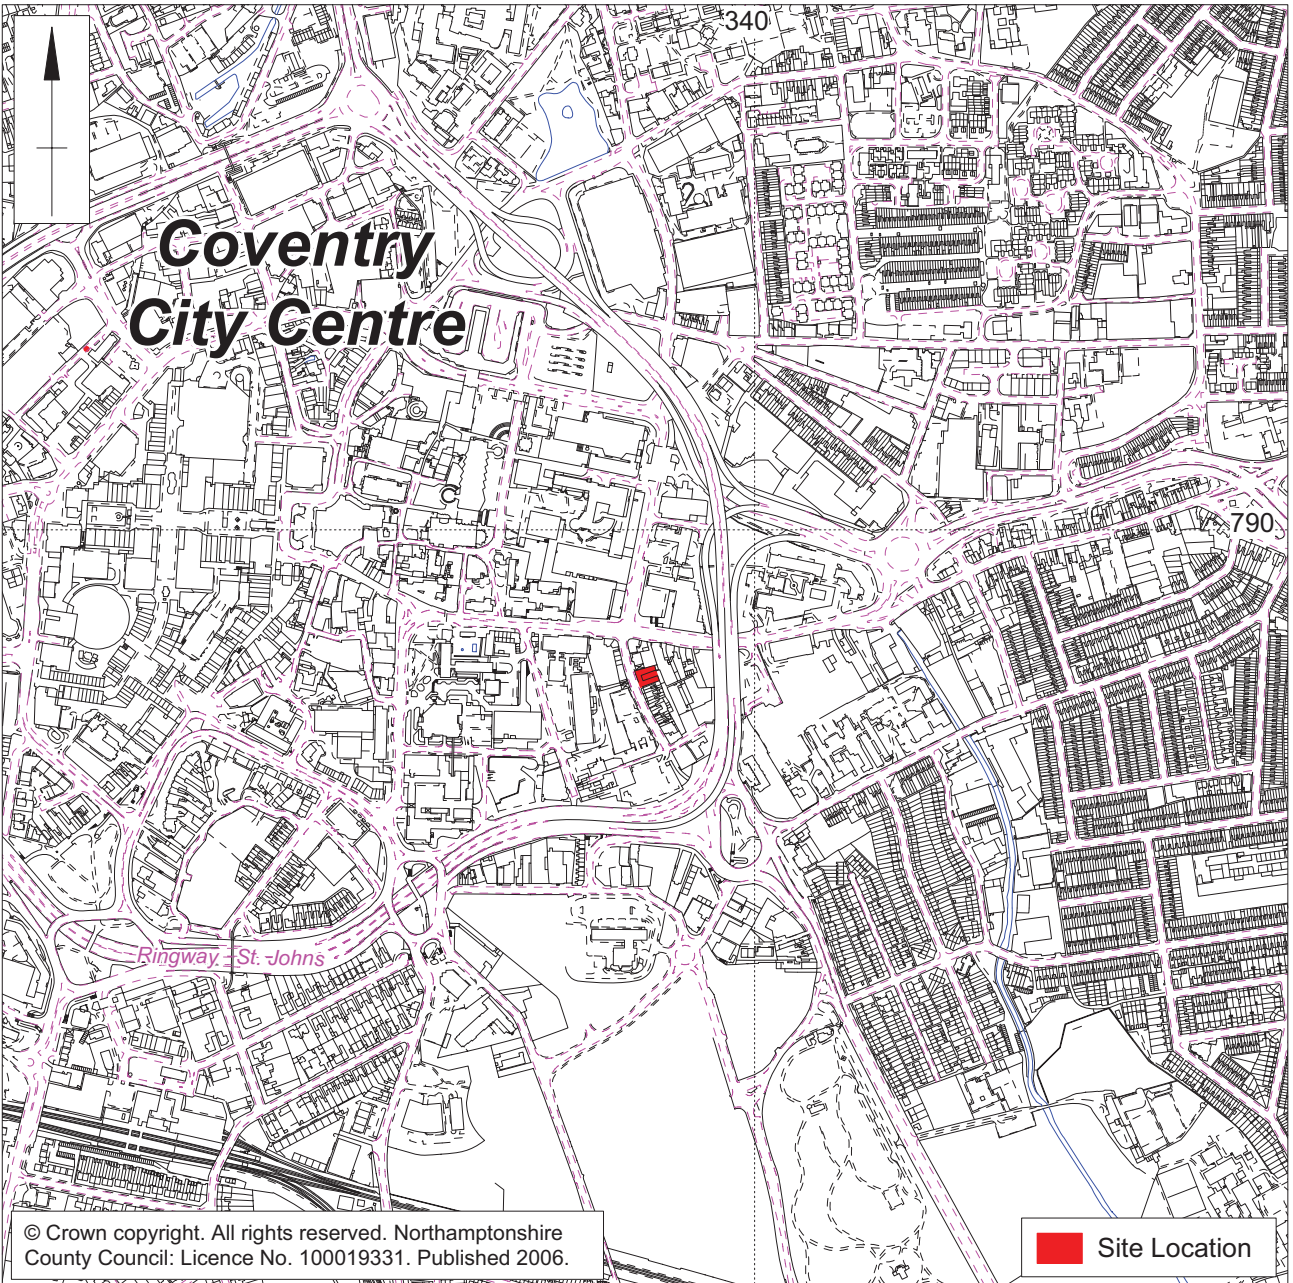 340
Coventry
City Centre
790
Ringway St. Johns
© Crown copyright. All rights reserved. Northamptonshire
County Council: Licence No. 100019331. Published 2006.
Site Location